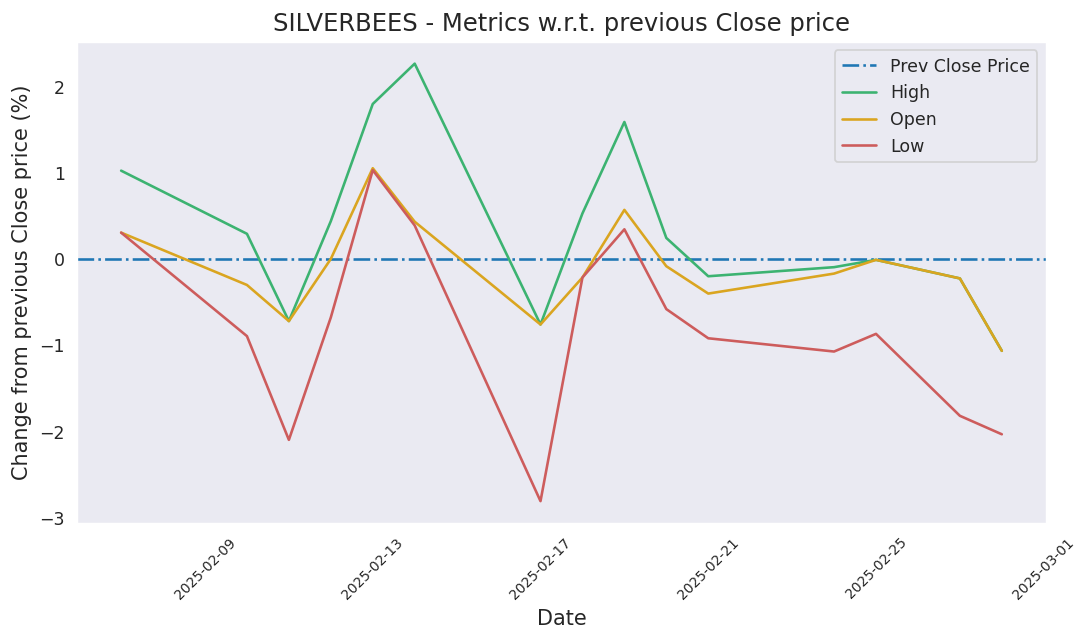 SILVERBEES - Metrics w.r.t. previous Close price
Change from previous Close price (%)
2
1
0
−1
−2
−3
Prev Close Price
High
Open
Low
2025-02-09
2025-02-13
2025-02-17
2025-02-21
2025-02-25
2025-03-01
Date